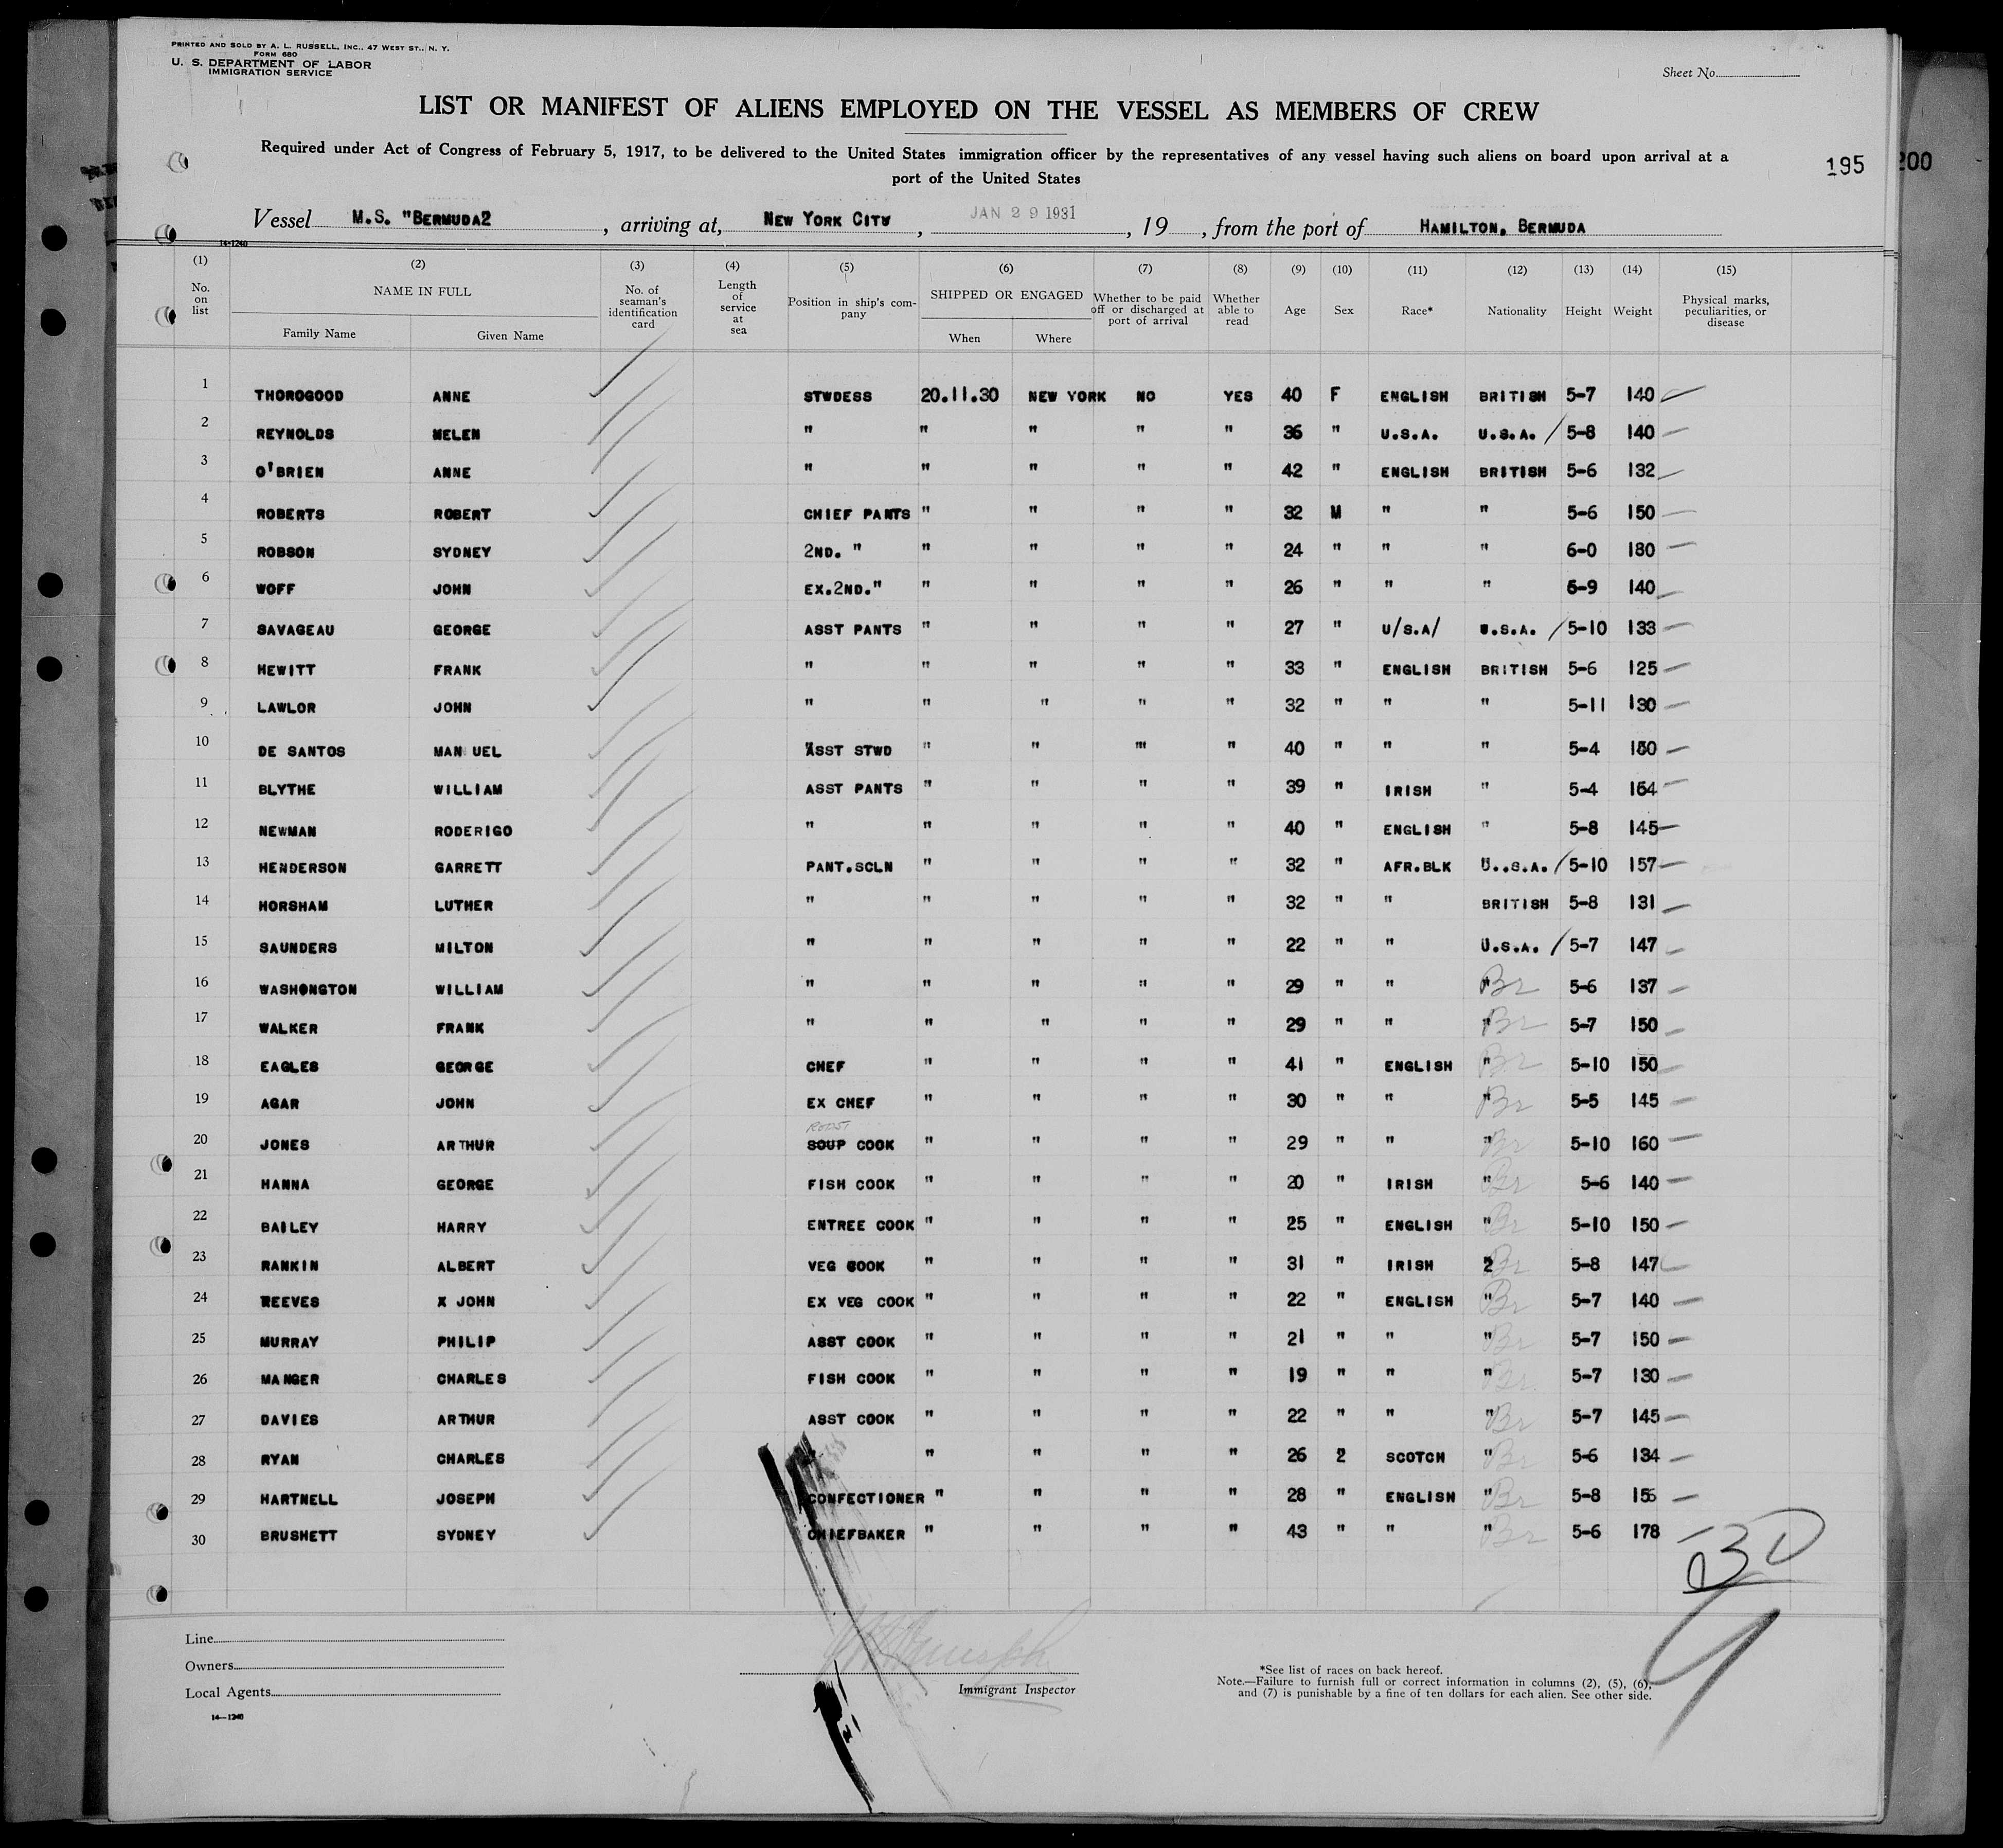 PRINTED AND SOLD BY A. L. RUSSELL, INC., 47 WEST ST., N. Y.
FORM 680
U. S. DEPARTMENT OF LABOR
IMMIGRATION SERVICE
Sheet No.
LIST OR MANIFEST OF ALIENS EMPLOYED ON THE VESSEL AS MEMBERS OF CREW
Required under Act of Congress of February 5, 1917, to be delivered to the United States immigration officer by the representatives of any vessel having such aliens on board upon arrival at a
port of the United States
195
200
Vessel M.S. "BERMUDA2 , arriving at, NEW YORK CITY , JAN 29 1931 , 19 , from the port of HAMILTON, BERMUDA
14-1240
(1) (2) (3) (4) (5) (6) (7) (8) (9) (10) (11) (12) (13) (14) (15)
No. on list NAME IN FULL Family Name Given Name No. of seaman's identification card Length of service at sea Position in ship's company SHIPPED OR ENGAGED When Where Whether to be paid off or discharged at port of arrival Whether able to read Age Sex Race* Nationality Height Weight Physical marks, peculiarities, or disease
1 THOROGOOD ANNE STWDESS 20.11.30 NEW YORK NO YES 40 F ENGLISH BRITISH 5-7 140
2 REYNOLDS HELEN " " " " " 36 " U.S.A. U.S.A. / 5-8 140
3 O'BRIEN ANNE " " " " " 42 " ENGLISH BRITISH 5-6 132
4 ROBERTS ROBERT CHIEF PANTS " " " " 32 M " " 5-6 150
5 ROBSON SYDNEY 2ND. " " " " " 24 " " " 6-0 180
6 WOFF JOHN EX.2ND." " " " " 26 " " " 6-9 140
7 SAVAGEAU GEORGE ASST PANTS " " " " 27 " U/S.A/ U.S.A. / 5-10 133
8 HEWITT FRANK " " " " " 33 " ENGLISH BRITISH 5-6 125
9 LAWLOR JOHN " " " " " 32 " " " 5-11 130
10 DE SANTOS MAN UEL ASST STWD " " " " 40 " " " 5-4 150
11 BLYTHE WILLIAM ASST PANTS " " " " 39 " IRISH " 5-4 164
12 NEWMAN RODERIGO " " " " " 40 " ENGLISH " 5-8 145
13 HENDERSON GARRETT PANT.SCLN " " " " 32 " AFR.BLK U..S.A. / 5-10 157
14 HORSHAM LUTHER " " " " " 32 " " BRITISH 5-8 131
15 SAUNDERS MILTON " " " " " 22 " " U.S.A. / 5-7 147
16 WASHONGTON WILLIAM " " " " " 29 " " " Br 5-6 137
17 WALKER FRANK " " " " " 29 " " " Br 5-7 150
18 EAGLES GEORGE CHEF " " " " 41 " ENGLISH " Br 5-10 150
19 AGAR JOHN EX CHEF " " " " 30 " " " Br 5-5 145
ROAST
20 JONES ARTHUR SOUP COOK " " " " 29 " " " Br 5-10 160
21 HANNA GEORGE FISH COOK " " " " 20 " IRISH " Br 5-6 140
22 BAILEY HARRY ENTREE COOK " " " " 25 " ENGLISH " Br 5-10 150
23 RANKIN ALBERT VEG COOK " " " " 31 " IRISH 2 Br 5-8 147
24 REEVES X JOHN EX VEG COOK " " " " 22 " ENGLISH " Br 5-7 140
25 MURRAY PHILIP ASST COOK " " " " 21 " " " Br 5-7 150
26 MANGER CHARLES FISH COOK " " " " 19 " " " Br 5-7 130
27 DAVIES ARTHUR ASST COOK " " " " 22 " " " Br 5-7 145
28 RYAN CHARLES " " " " 26 2 SCOTCH " Br 5-6 134
29 HARTNELL JOSEPH CONFECTIONER " " " " 28 " ENGLISH " Br 5-8 156
30 BRUSHETT SYDNEY CHIEFBAKER " " " " 43 " " " Br 5-6 178
30
9
Line
Owners
Local Agents
14—1240
Immigrant Inspector
*See list of races on back hereof.
Note.—Failure to furnish full or correct information in columns (2), (5), (6),
and (7) is punishable by a fine of ten dollars for each alien. See other side.